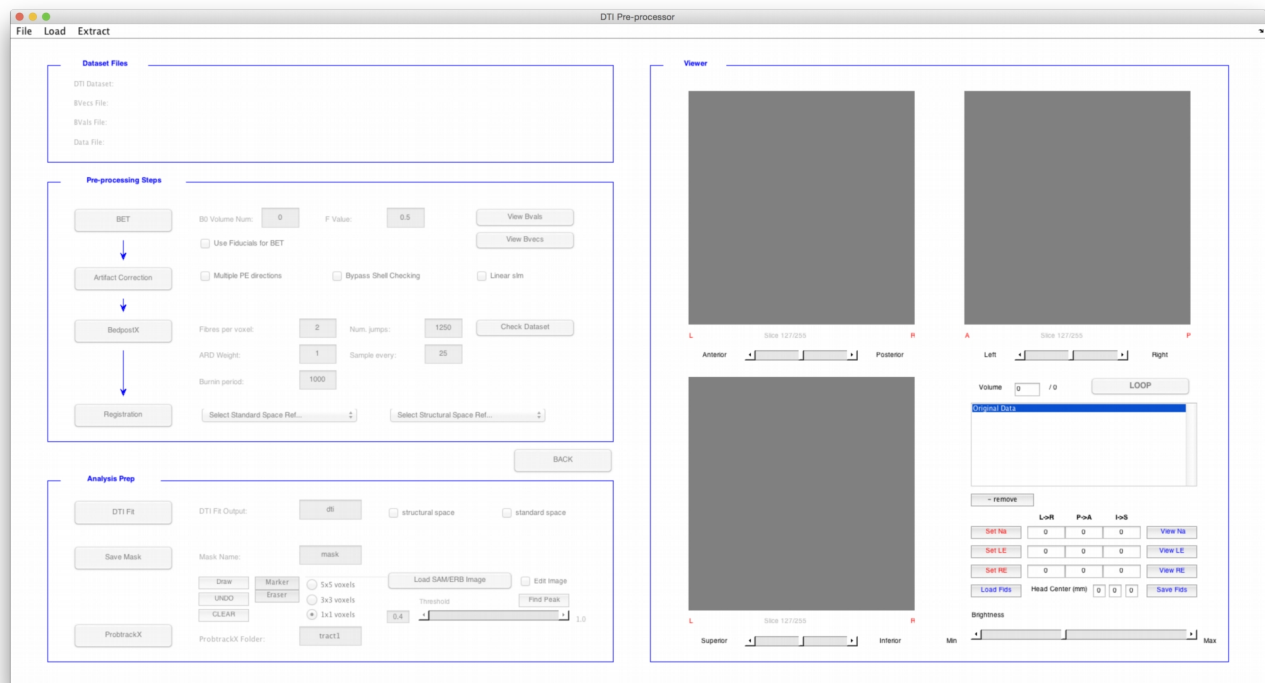 DTI Pre-processor
File Load Extract
Dataset Files
DTI Dataset:
BVecs File:
BVals File:
Data File:
Pre-processing Steps
BET
B0 Volume Num: 0 F Value: 0.5 View Bvals
View Bvecs
Use Fiducials for BET
Artifact Correction Multiple PE directions Bypass Shell Checking Linear slm
BedpostX Fibres per voxel: 2 Num. jumps: 1250 Check Dataset
ARD Weight: 1 Sample every: 25
Burnin period: 1000
Registration Select Standard Space Ref... Select Structural Space Ref...
BACK
Analysis Prep
DTI Fit DTI Fit Output: dti structural space standard space
Save Mask Mask Name: mask
Draw Marker 5x5 voxels Load SAM/ERB Image Edit Image
UNDO Eraser 3x3 voxels Threshold Find Peak
CLEAR 1x1 voxels 0.4 1.0
ProbtrackX ProbtrackX Folder: tract1
Viewer
L Slice 127/256 R A Slice 127/256 P
Anterior Posterior Left Right
Volume 0 / 0 LOOP
Original Data
- remove
L->R P->A I->S
Set Na 0 0 0 View Na
Set LE 0 0 0 View LE
Set RE 0 0 0 View RE
Load Fids Head Center (mm) 0 0 0 Save Fids
Brightness
L Slice 127/256 R
Superior Inferior Min Max